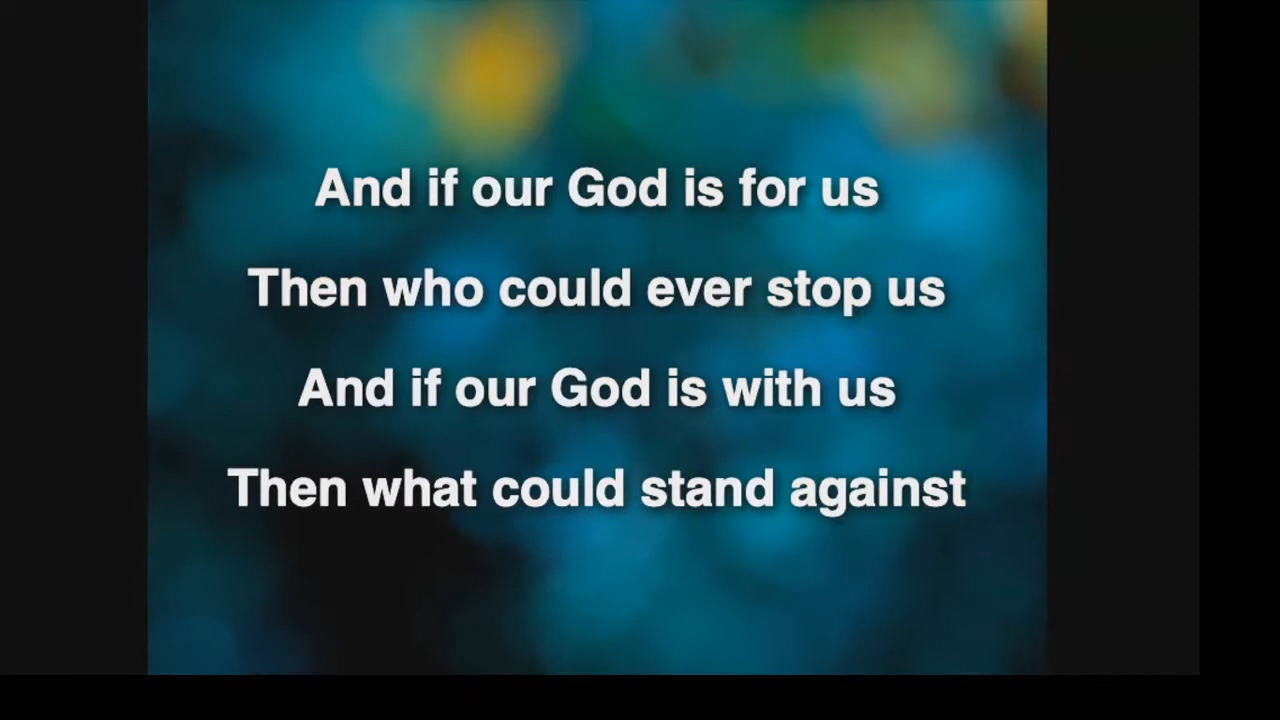 And if our God is for us
Then who could ever stop us
And if our God is with us
Then what could stand against